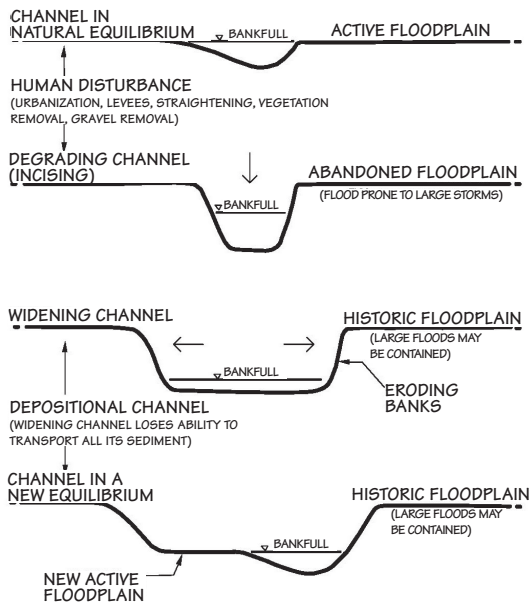 CHANNEL IN
NATURAL EQUILIBRIUM
BANKFULL
ACTIVE FLOODPLAIN
HUMAN DISTURBANCE
(URBANIZATION, LEVEES, STRAIGHTENING, VEGETATION
REMOVAL, GRAVEL REMOVAL)
DEGRADING CHANNEL
(INCISING)
ABANDONED FLOODPLAIN
(FLOOD PRONE TO LARGE STORMS)
BANKFULL
WIDENING CHANNEL
HISTORIC FLOODPLAIN
(LARGE FLOODS MAY
BE CONTAINED)
BANKFULL
ERODING
BANKS
DEPOSITIONAL CHANNEL
(WIDENING CHANNEL LOSES ABILITY TO
TRANSPORT ALL ITS SEDIMENT)
CHANNEL IN A
NEW EQUILIBRIUM
HISTORIC FLOODPLAIN
(LARGE FLOODS MAY
BE CONTAINED)
BANKFULL
NEW ACTIVE
FLOODPLAIN